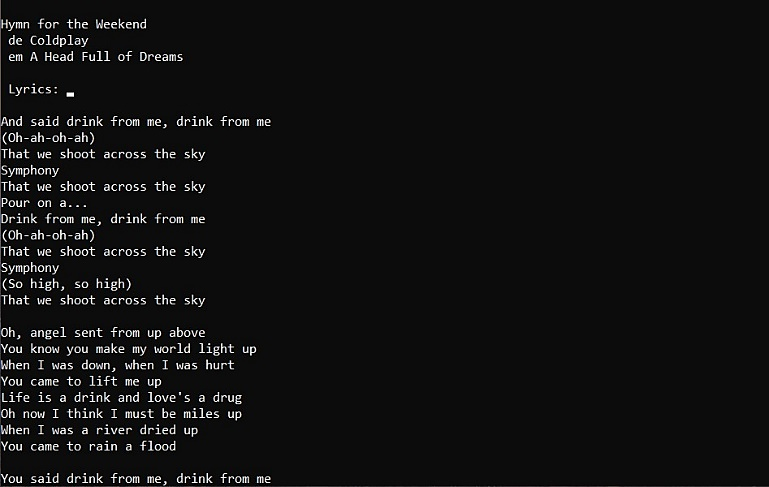 Hymn for the Weekend
de Coldplay
em A Head Full of Dreams
Lyrics:
And said drink from me, drink from me
(Oh-ah-oh-ah)
That we shoot across the sky
Symphony
That we shoot across the sky
Pour on a...
Drink from me, drink from me
(Oh-ah-oh-ah)
That we shoot across the sky
Symphony
(So high, so high)
That we shoot across the sky
Oh, angel sent from up above
You know you make my world light up
When I was down, when I was hurt
You came to lift me up
Life is a drink and love's a drug
Oh now I think I must be miles up
When I was a river dried up
You came to rain a flood
You said drink from me, drink from me